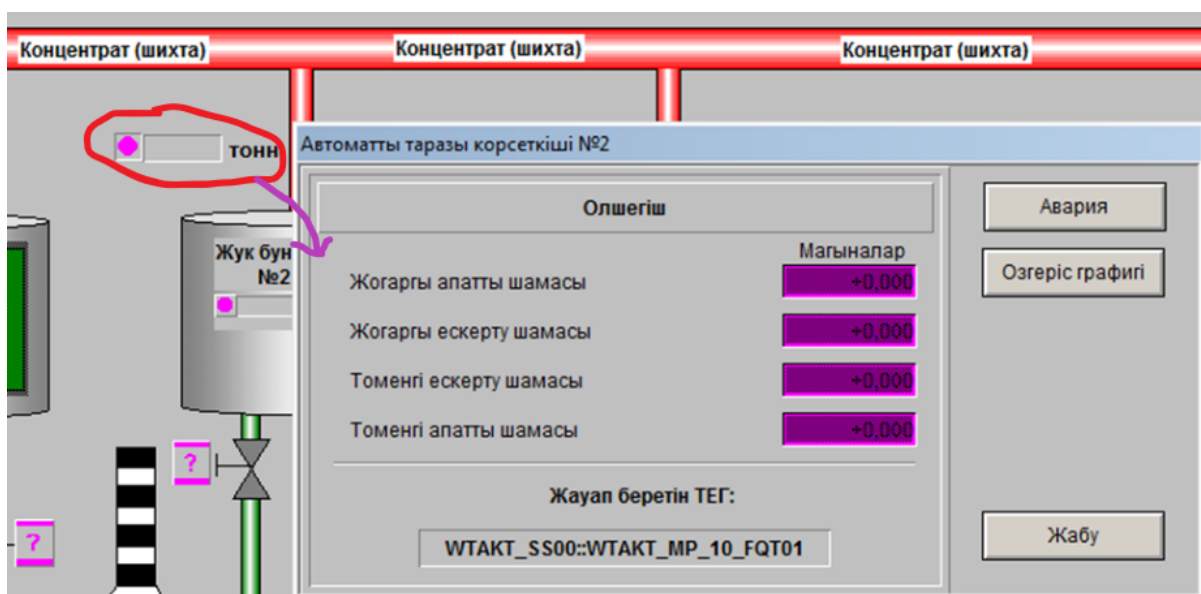 Концентрат (шихта) Концентрат (шихта) Концентрат (шихта)
тонн
Автоматты таразы корсеткіші №2
Олшегіш
Авария
Жук бун
№2
Магыналар
Жогаргы апатты шамасы +0,000
Озгеріс графигі
Жогаргы ескерту шамасы +0,000
Томенгі ескерту шамасы +0,000
Томенгі апатты шамасы +0,000
?
Жауап беретін ТЕГ:
?
WTAKT_SS00::WTAKT_MP_10_FQT01
Жабу